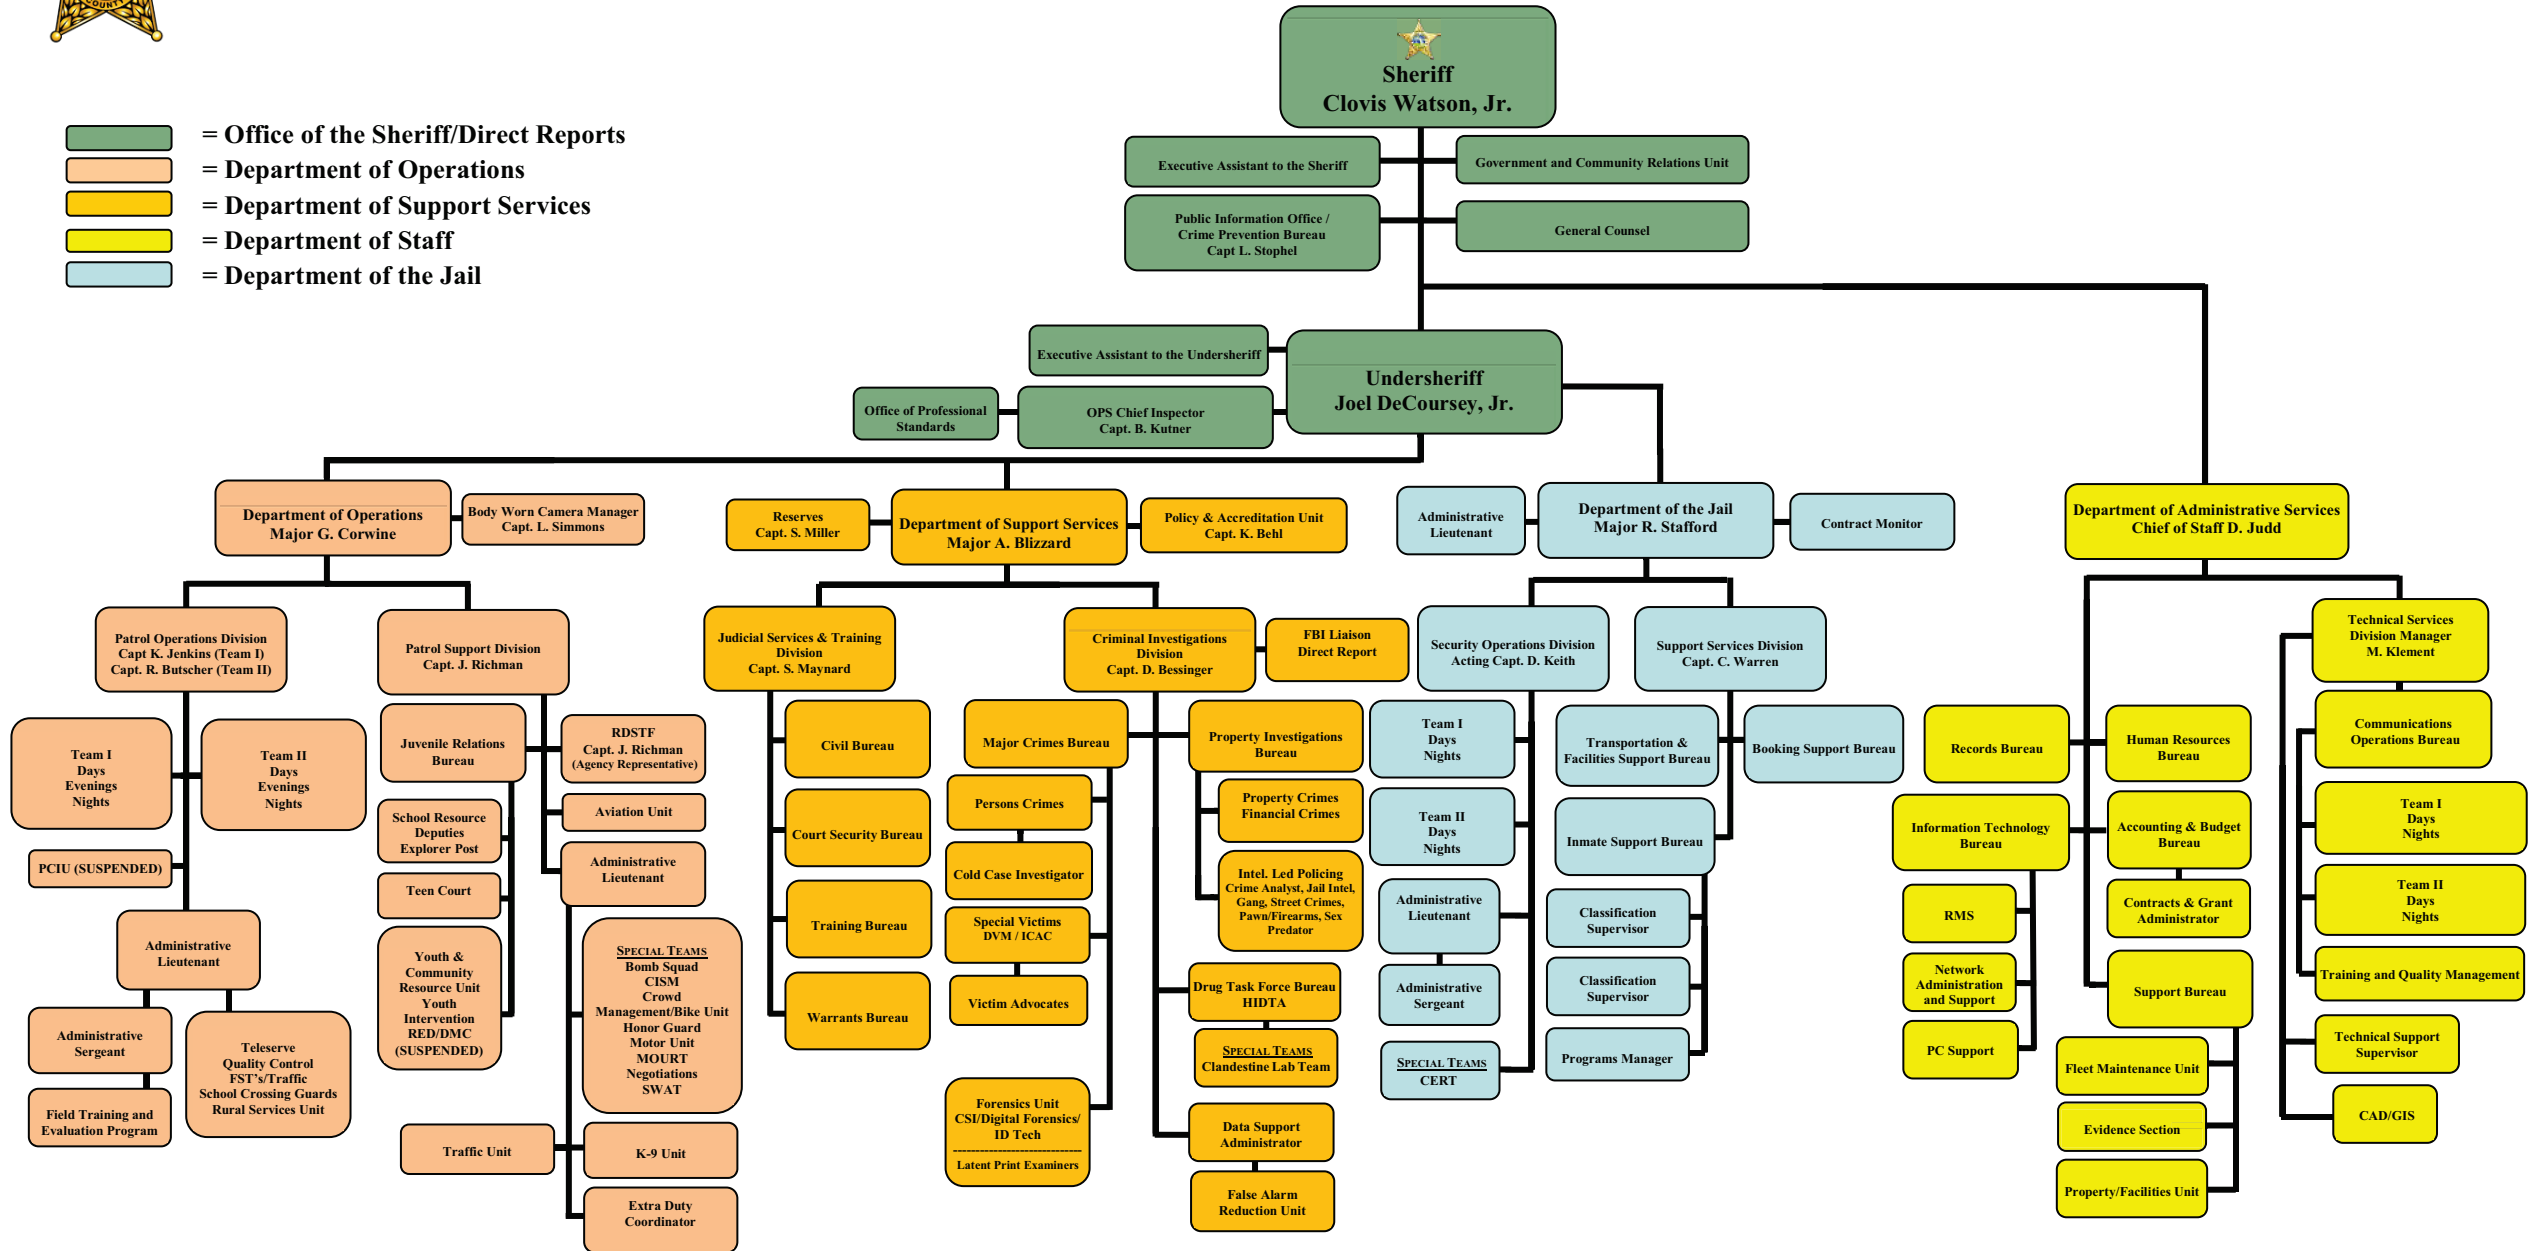 COUNTY
Sheriff
Clovis Watson, Jr.
= Office of the Sheriff/Direct Reports
= Department of Operations
= Department of Support Services
= Department of Staff
= Department of the Jail
Executive Assistant to the Sheriff
Government and Community Relations Unit
Public Information Office /
Crime Prevention Bureau
Capt L. Stophel
General Counsel
Executive Assistant to the Undersheriff
Undersheriff
Joel DeCoursey, Jr.
Office of Professional
Standards
OPS Chief Inspector
Capt. B. Kutner
Department of Operations
Major G. Corwine
Body Worn Camera Manager
Capt. L. Simmons
Reserves
Capt. S. Miller
Department of Support Services
Major A. Blizzard
Policy & Accreditation Unit
Capt. K. Behl
Administrative
Lieutenant
Department of the Jail
Major R. Stafford
Contract Monitor
Department of Administrative Services
Chief of Staff D. Judd
Patrol Operations Division
Capt K. Jenkins (Team I)
Capt. R. Butscher (Team II)
Patrol Support Division
Capt. J. Richman
Judicial Services & Training
Division
Capt. S. Maynard
Criminal Investigations
Division
Capt. D. Bessinger
FBI Liaison
Direct Report
Security Operations Division
Acting Capt. D. Keith
Support Services Division
Capt. C. Warren
Technical Services
Division Manager
M. Klement
Team I
Days
Evenings
Nights
Team II
Days
Evenings
Nights
PCIU (SUSPENDED)
Administrative
Lieutenant
Administrative
Sergeant
Field Training and
Evaluation Program
Teleserve
Quality Control
FST's/Traffic
School Crossing Guards
Rural Services Unit
Juvenile Relations
Bureau
School Resource
Deputies
Explorer Post
Teen Court
Youth &
Community
Resource Unit
Youth
Intervention
RED/DMC
(SUSPENDED)
RDSTF
Capt. J. Richman
(Agency Representative)
Aviation Unit
Administrative
Lieutenant
SPECIAL TEAMS
Bomb Squad
CISM
Crowd
Management/Bike Unit
Honor Guard
Motor Unit
MOURT
Negotiations
SWAT
Traffic Unit
K-9 Unit
Extra Duty
Coordinator
Civil Bureau
Court Security Bureau
Training Bureau
Warrants Bureau
Major Crimes Bureau
Persons Crimes
Cold Case Investigator
Special Victims
DVM / ICAC
Victim Advocates
Forensics Unit
CSI/Digital Forensics/
ID Tech
------------------------------
Latent Print Examiners
Property Investigations
Bureau
Property Crimes
Financial Crimes
Intel. Led Policing
Crime Analyst, Jail Intel,
Gang, Street Crimes,
Pawn/Firearms, Sex
Predator
Drug Task Force Bureau
HIDTA
SPECIAL TEAMS
Clandestine Lab Team
Data Support
Administrator
False Alarm
Reduction Unit
Team I
Days
Nights
Team II
Days
Nights
Administrative
Lieutenant
Administrative
Sergeant
SPECIAL TEAMS
CERT
Transportation &
Facilities Support Bureau
Booking Support Bureau
Inmate Support Bureau
Classification
Supervisor
Classification
Supervisor
Programs Manager
Records Bureau
Human Resources
Bureau
Information Technology
Bureau
Accounting & Budget
Bureau
RMS
Network
Administration
and Support
PC Support
Contracts & Grant
Administrator
Support Bureau
Fleet Maintenance Unit
Evidence Section
Property/Facilities Unit
Communications
Operations Bureau
Team I
Days
Nights
Team II
Days
Nights
Training and Quality Management
Technical Support
Supervisor
CAD/GIS